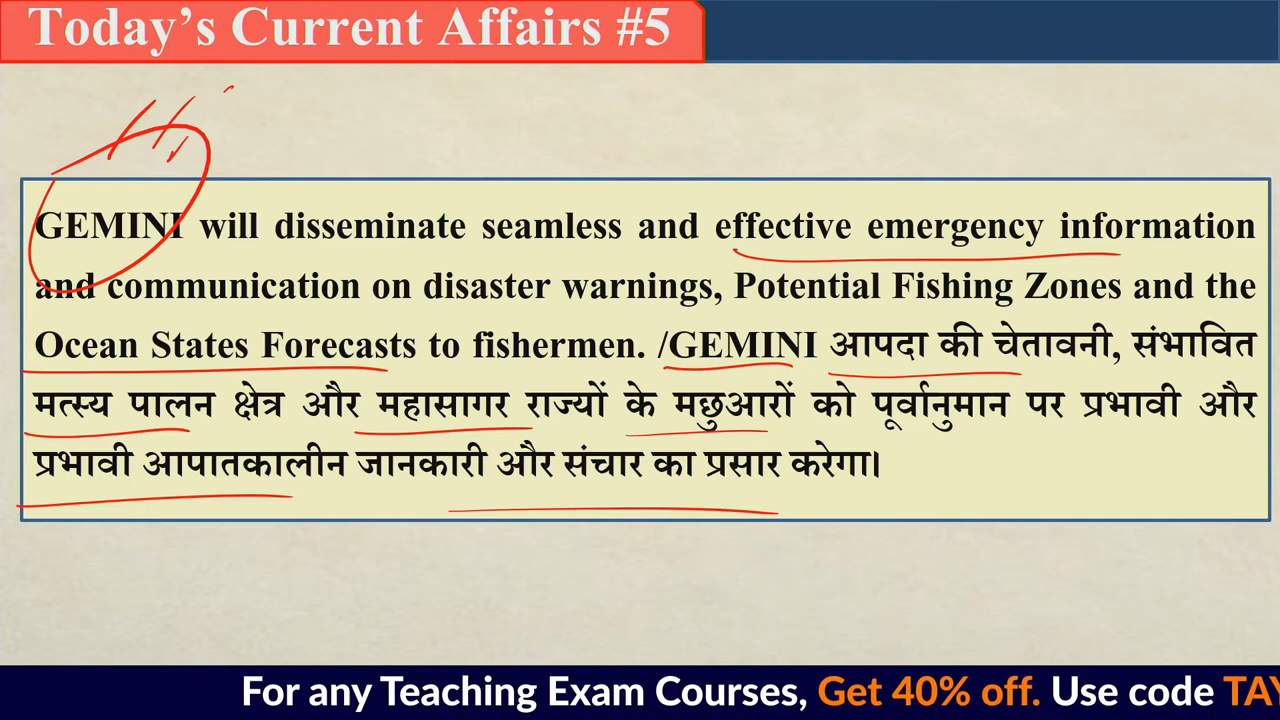 Today's Current Affairs #5
GEMINI will disseminate seamless and effective emergency information
and communication on disaster warnings, Potential Fishing Zones and the
Ocean States Forecasts to fishermen. /GEMINI आपदा की चेतावनी, संभावित
मत्स्य पालन क्षेत्र और महासागर राज्यों के मछुआरों को पूर्वानुमान पर प्रभावी और
प्रभावी आपातकालीन जानकारी और संचार का प्रसार करेगा।
For any Teaching Exam Courses, Get 40% off. Use code